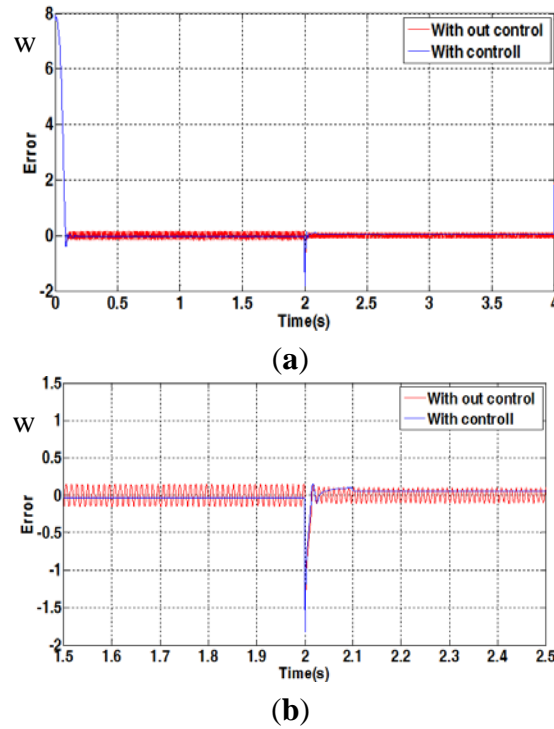 w
8
6
4
2
0
-2
Error
With out control
With controll
0 0.5 1 1.5 2 2.5 3 3.5 4
Time(s)
(a)
w
1.5
1
0.5
0
-0.5
-1
-1.5
-2
Error
With out control
With controll
1.5 1.6 1.7 1.8 1.9 2 2.1 2.2 2.3 2.4 2.5
Time(s)
(b)